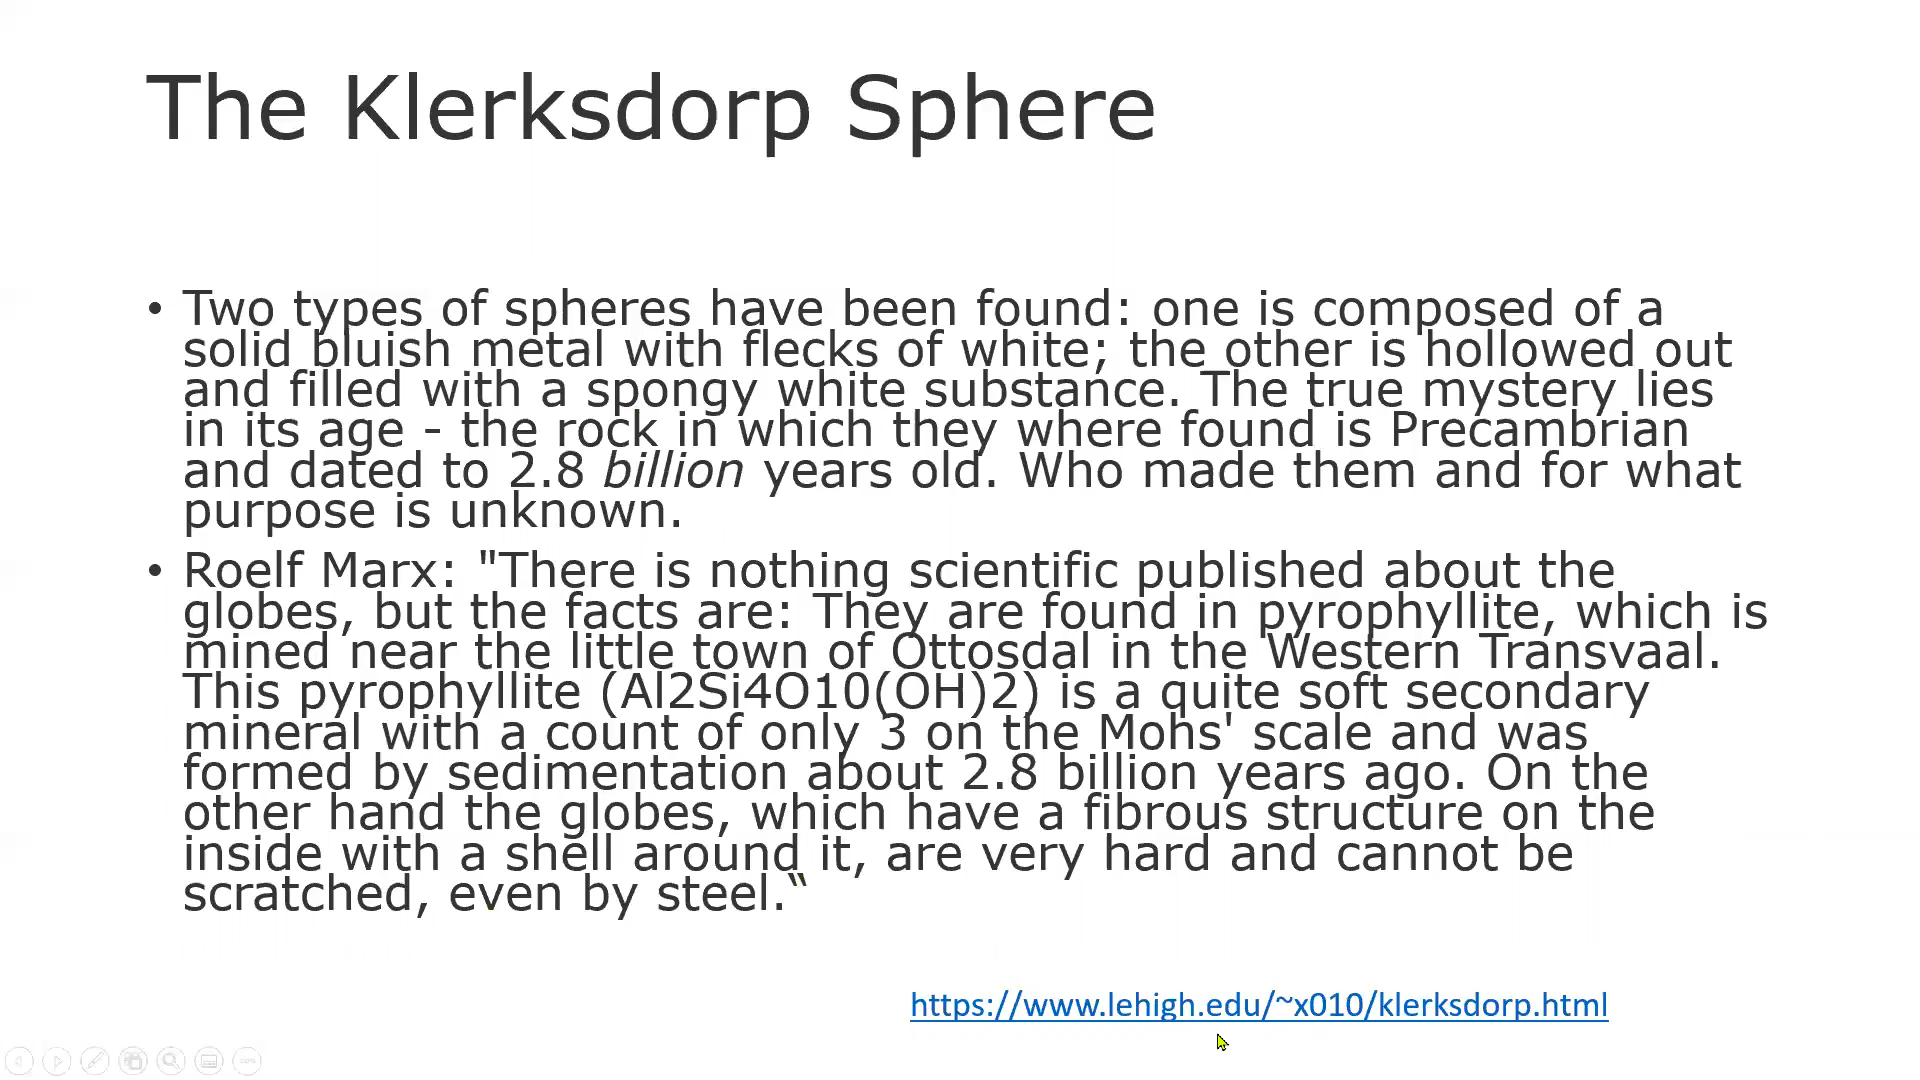 The Klerksdorp Sphere
• Two types of spheres have been found: one is composed of a
solid bluish metal with flecks of white; the other is hollowed out
and filled with a spongy white substance. The true mystery lies
in its age - the rock in which they where found is Precambrian
and dated to 2.8 billion years old. Who made them and for what
purpose is unknown.
• Roelf Marx: "There is nothing scientific published about the
globes, but the facts are: They are found in pyrophyllite, which is
mined near the little town of Ottosdal in the Western Transvaal.
This pyrophyllite (Al2Si4O10(OH)2) is a quite soft secondary
mineral with a count of only 3 on the Mohs' scale and was
formed by sedimentation about 2.8 billion years ago. On the
other hand the globes, which have a fibrous structure on the
inside with a shell around it, are very hard and cannot be
scratched, even by steel.“
https://www.lehigh.edu/~x010/klerksdorp.html